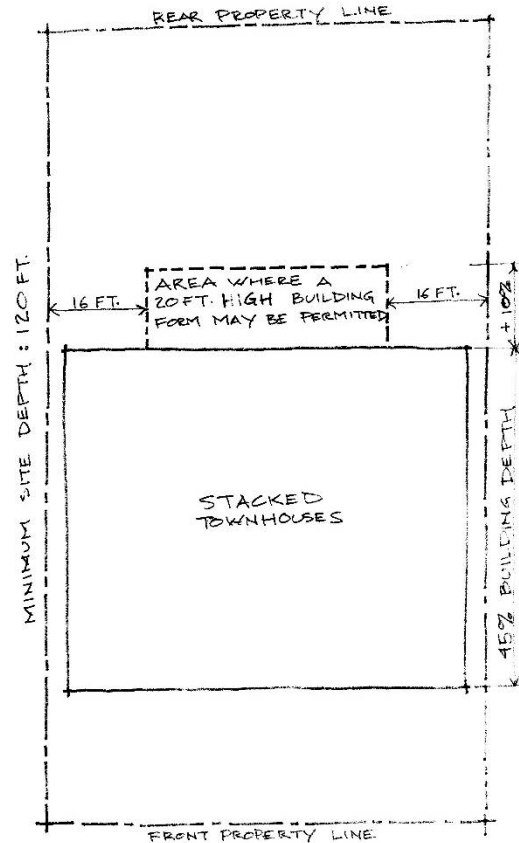 REAR PROPERTY LINE
MINIMUM SITE DEPTH : 120 FT.
16 FT.
AREA WHERE A
20 FT. HIGH BUILDING
FORM MAY BE PERMITTED
16 FT.
+10%
STACKED
TOWNHOUSES
45% BUILDING DEPTH
FRONT PROPERTY LINE